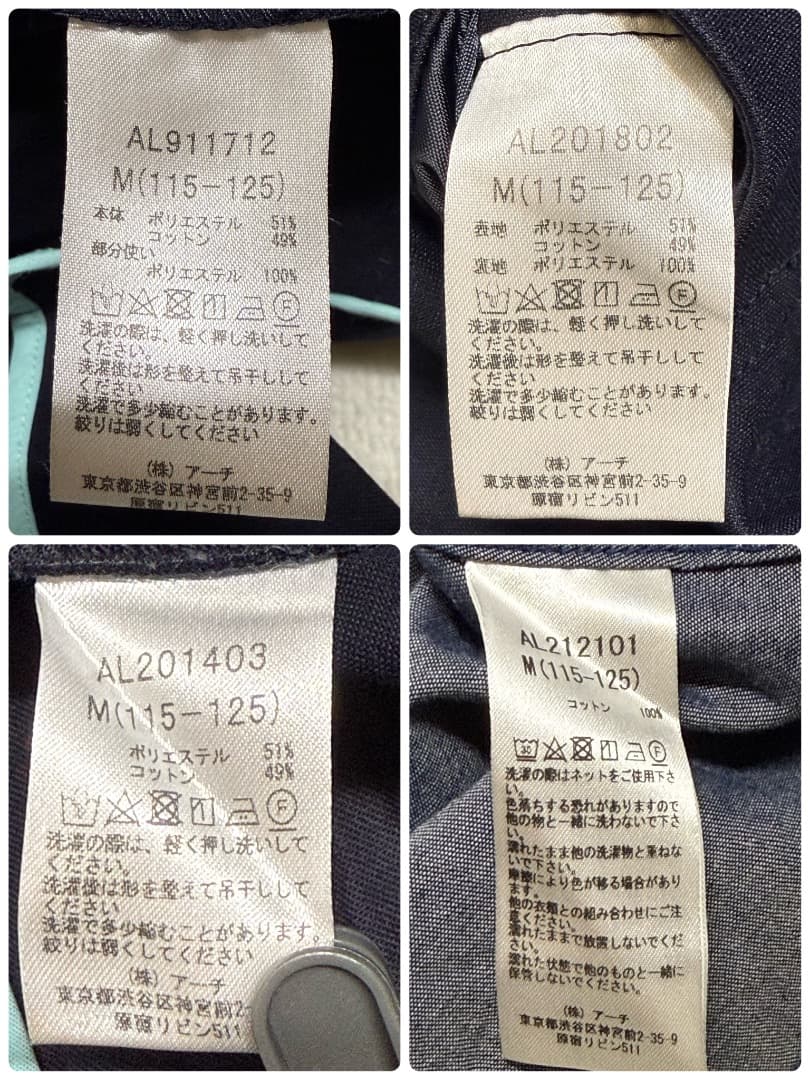 AL911712
M(115-125)
本体 ポリエステル 51%
コットン 49%
部分使い
ポリエステル 100%
F
洗濯の際は、軽く押し洗いして
ください。
洗濯後は形を整えて吊干しして
ください
洗濯で多少縮むことがあります。
絞りは弱くしてください
(株) アーチ
東京都渋谷区神宮前2-35-9
原宿リビン511
AL201802
M(115-125)
表地 ポリエステル 51%
コットン 49%
裏地 ポリエステル 100%
F
洗濯の際は、軽く押し洗いして
ください。
洗濯後は形を整えて吊干しして
ください
洗濯で多少縮むことがあります。
絞りは弱くしてください
(株) アーチ
東京都渋谷区神宮前2-35-9
原宿リビン511
AL201403
M(115-125)
ポリエステル 51%
コットン 49%
F
洗濯の際は、軽く押し洗いして
ください。
洗濯後は形を整えて吊干しして
ください
洗濯で多少縮むことがあります。
絞りは弱くしてください
(株) アーチ
東京都渋谷区神宮前2-
原宿リビン511
AL212101
M(115-125)
コットン 100%
30 F
洗濯の際はネットをご使用下さ
い。
色落ちする恐れがありますので
他の物と一緒に洗わないで下さ
い。
濡れたまま他の洗濯物と重ねな
いで下さい。
摩擦により色が移る場合があり
ます。
他の衣類との組み合わせにご注
意ください。
濡れたままで放置しないでくだ
さい。
濡れた状態で他のものと一緒に
保管しないでください。
(株) アーチ
東京都渋谷区神宮前2-35-9
原宿リビン511